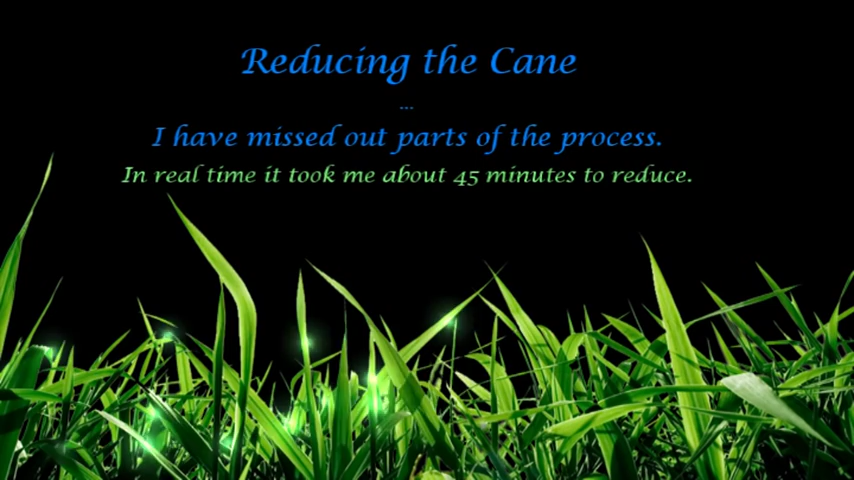 Reducing the Cane
...
I have missed out parts of the process.
In real time it took me about 45 minutes to reduce.